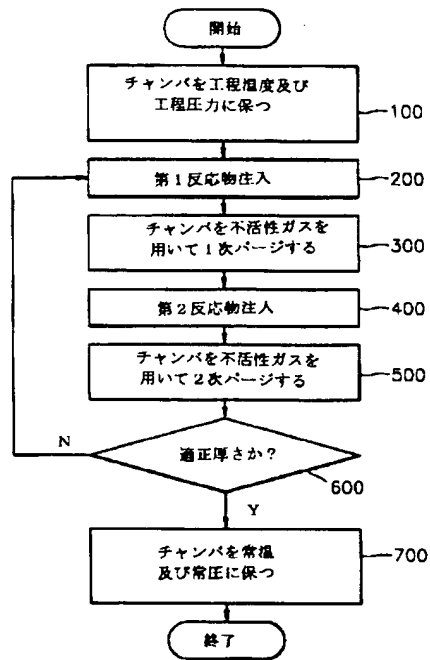 開始
チャンバを工程温度及び
工程圧力に保つ
100
第1反応物注入
200
チャンバを不活性ガスを
用いて1次パージする
300
第2反応物注入
400
チャンバを不活性ガスを
用いて2次パージする
500
適正厚さか?
600
N
Y
チャンバを常温
及び常圧に保つ
700
終了